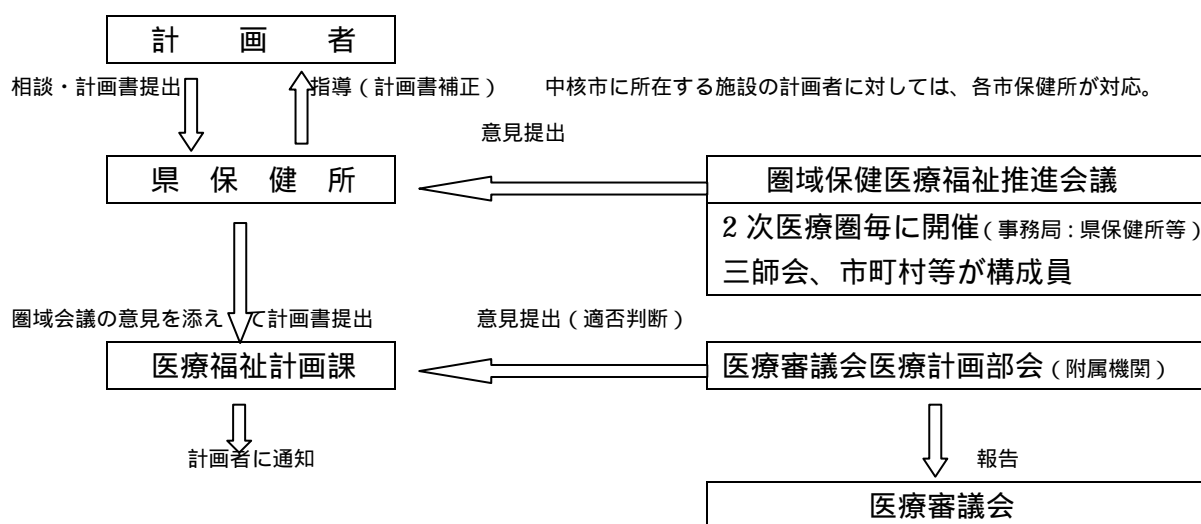 計　画　者
相談・計画書提出
指導（計画書補正）
中核市に所在する施設の計画者に対しては、各市保健所が対応。
意見提出
県　保　健　所
圏域保健医療福祉推進会議
2 次医療圏毎に開催（事務局：県保健所等）
三師会、市町村等が構成員
圏域会議の意見を添えて計画書提出
意見提出（適否判断）
医療福祉計画課
医療審議会医療計画部会（附属機関）
計画者に通知
報告
医療審議会